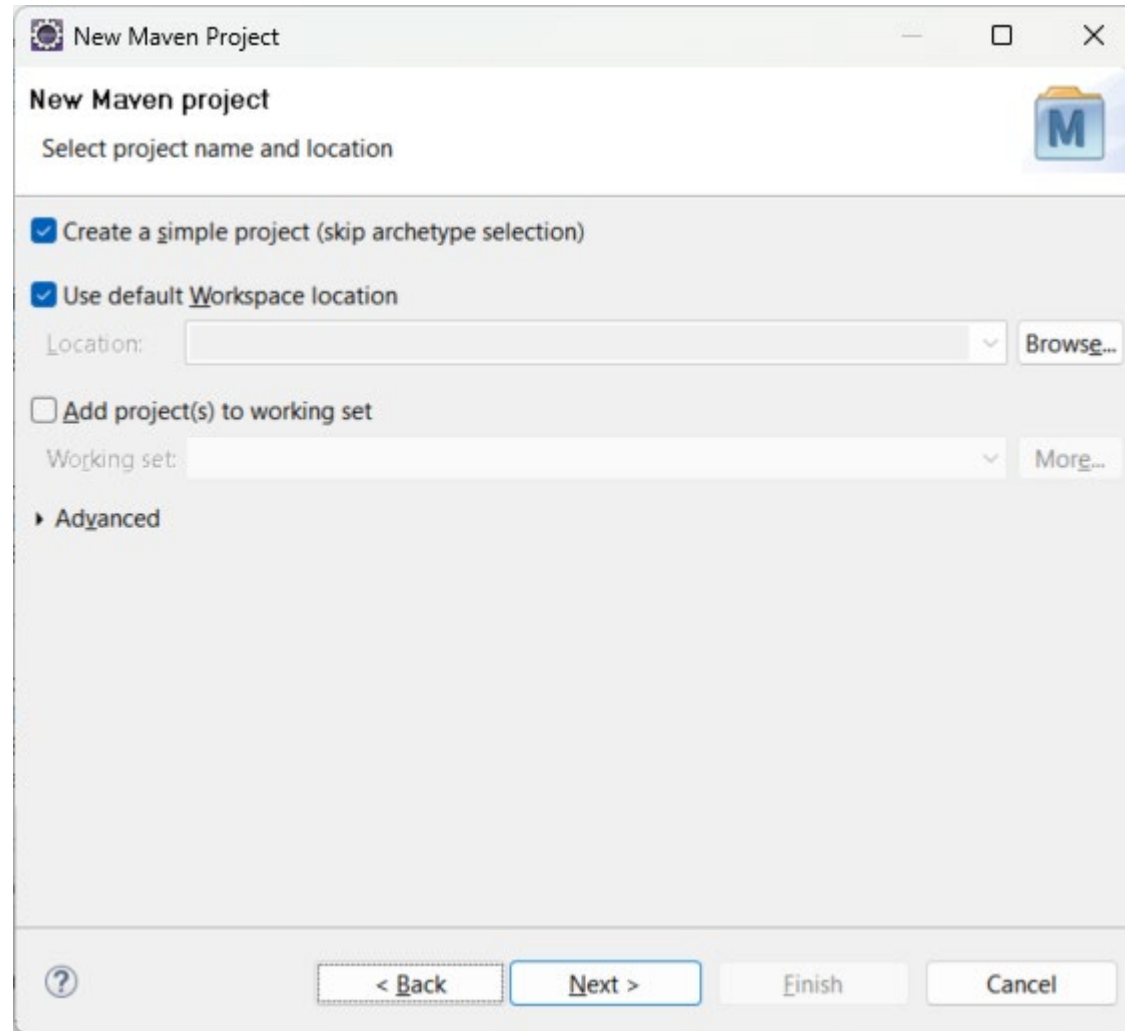 New Maven Project
New Maven project
M
Select project name and location
Create a simple project (skip archetype selection)
Use default Workspace location
Location:
Browse...
Add project(s) to working set
Working set:
More...
Advanced
?
< Back
Next >
Finish
Cancel